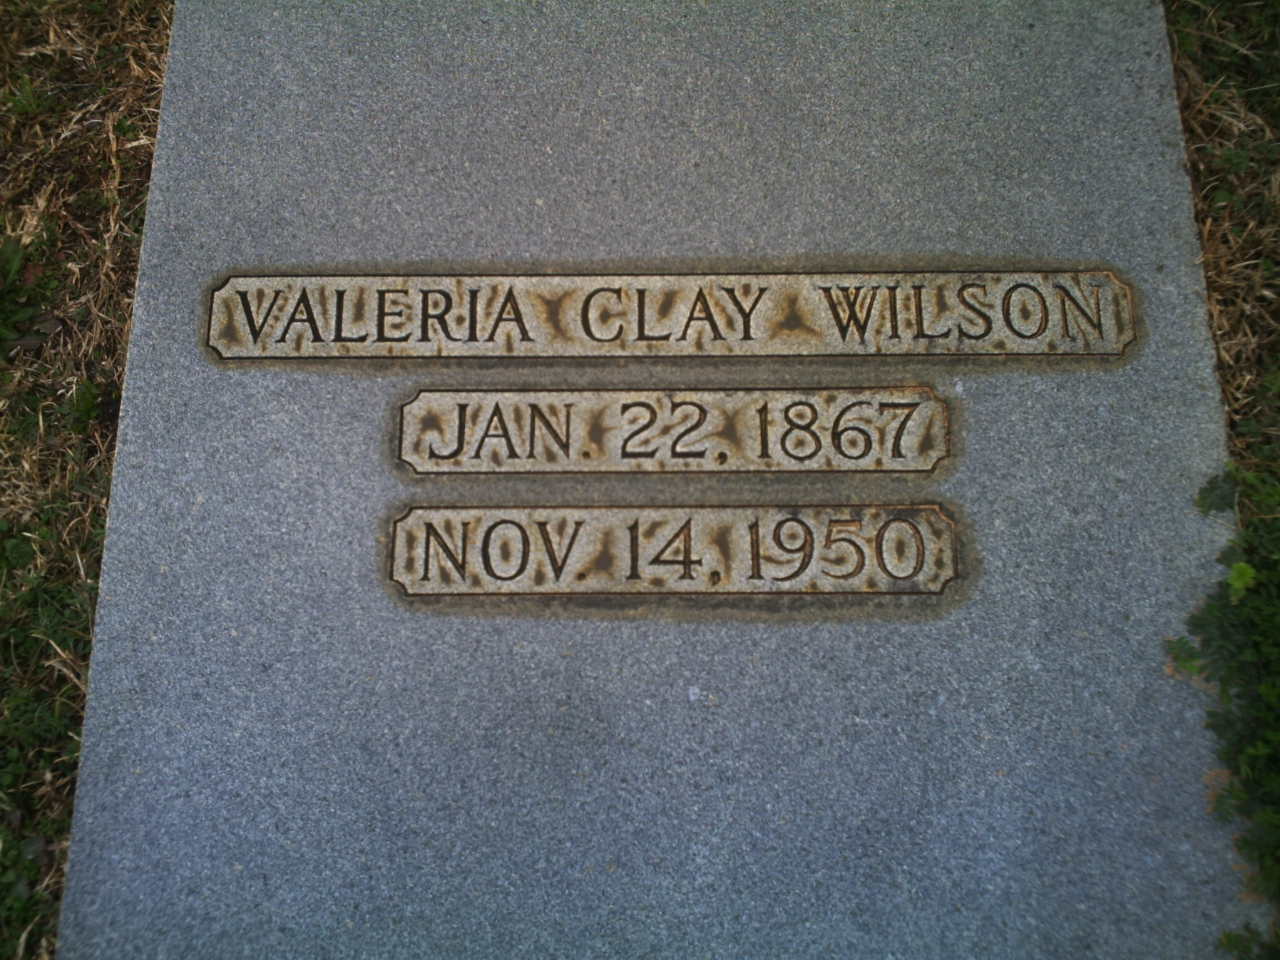 VALERIA CLAY WILSON
JAN. 22, 1867
NOV. 14, 1950